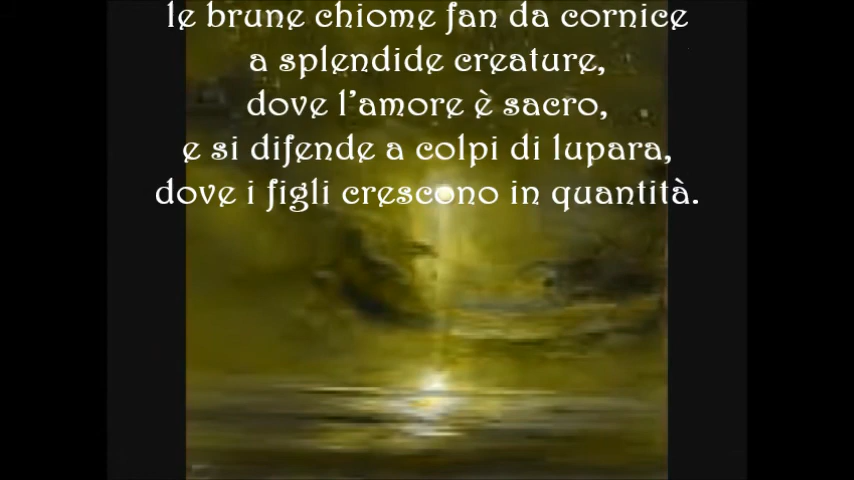 le brune chiome fan da cornice
a splendide creature,
dove l'amore è sacro,
e si difende a colpi di lupara,
dove i figli crescono in quantità.